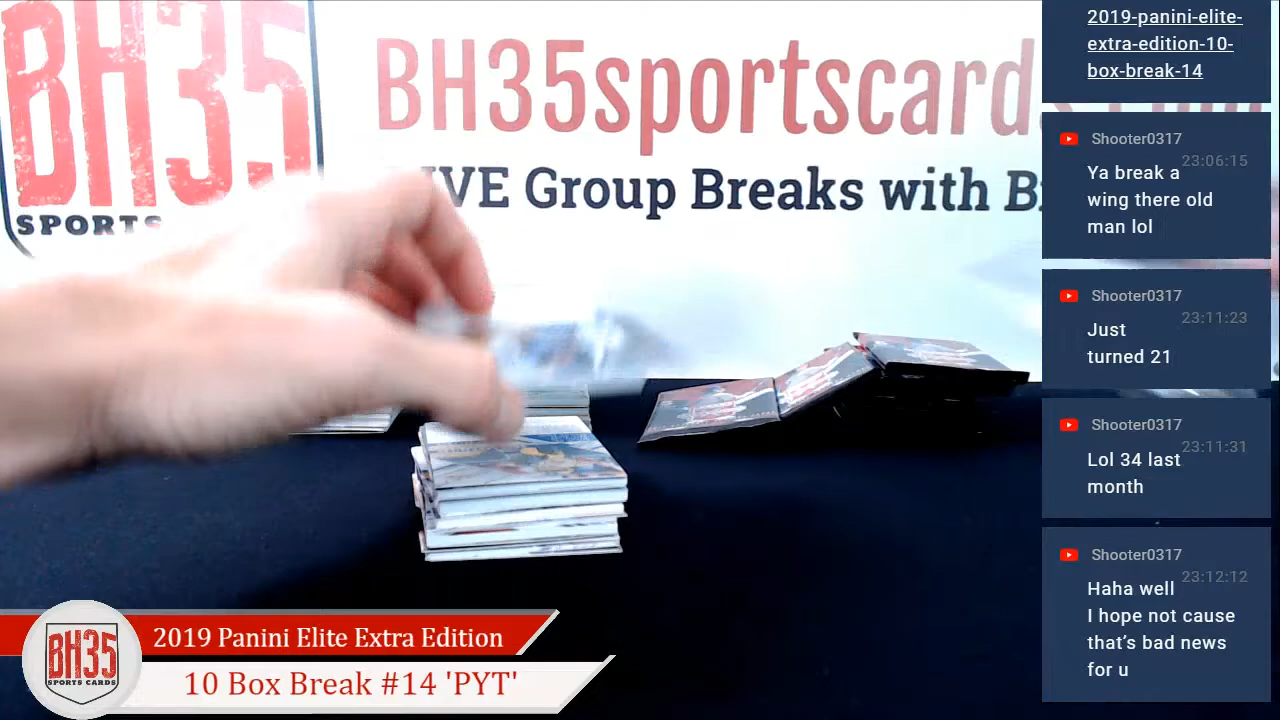 BH35
SPORTS
BH35sportscard
LIVE Group Breaks with B
2019-panini-elite-
extra-edition-10-
box-break-14
Shooter0317
23:06:15
Ya break a
wing there old
man lol
Shooter0317
23:11:23
Just
turned 21
Shooter0317
23:11:31
Lol 34 last
month
Shooter0317
23:12:12
Haha well
I hope not cause
that's bad news
for u
BH35
SPORTS CARDS
2019 Panini Elite Extra Edition
10 Box Break #14 'PYT'